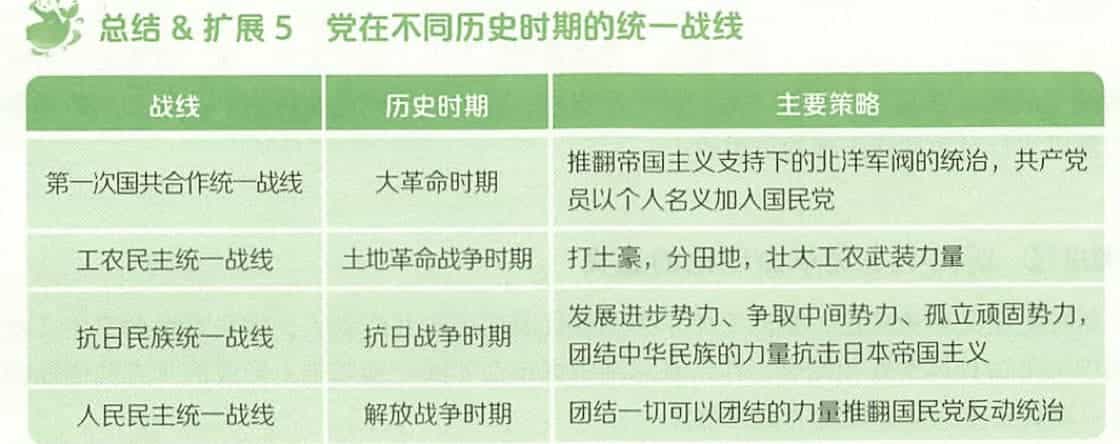 总结 & 扩展 5 党在不同历史时期的统一战线
战线 历史时期 主要策略
第一次国共合作统一战线 大革命时期 推翻帝国主义支持下的北洋军阀的统治，共产党
员以个人名义加入国民党
工农民主统一战线 土地革命战争时期 打土豪，分田地，壮大工农武装力量
抗日民族统一战线 抗日战争时期 发展进步势力、争取中间势力、孤立顽固势力，
团结中华民族的力量抗击日本帝国主义
人民民主统一战线 解放战争时期 团结一切可以团结的力量推翻国民党反动统治